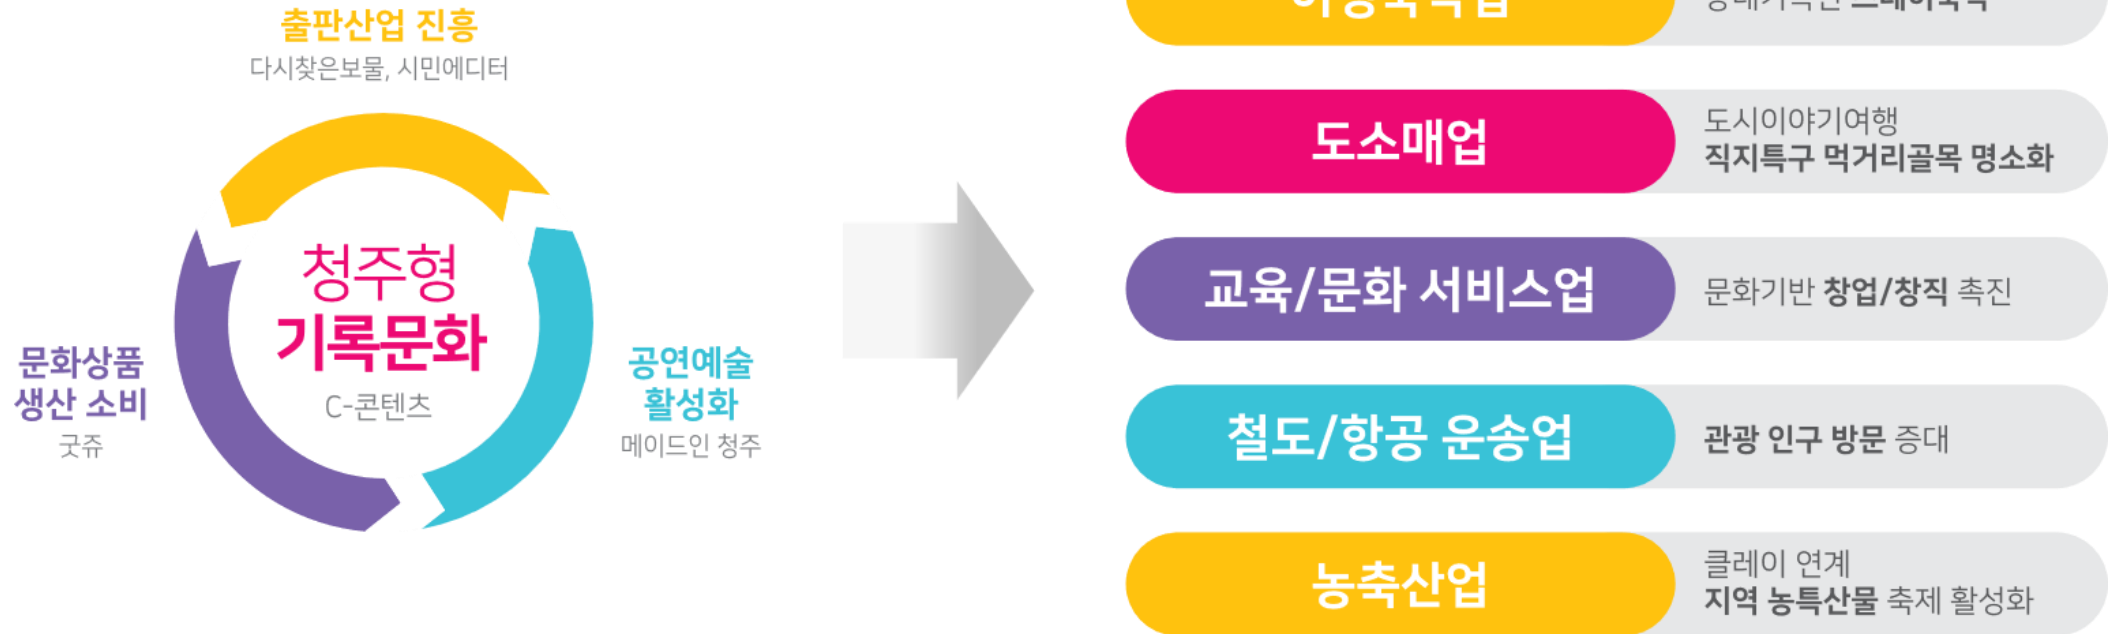 출판산업 진흥
다시찾은보물, 시민에디터
청주형
기록문화
C-콘텐츠
문화상품
생산 소비
굿쥬
공연예술
활성화
메이드인 청주
도소매업
도시이야기여행
직지특구 먹거리골목 명소화
교육/문화 서비스업
문화기반 창업/창직 촉진
철도/항공 운송업
관광 인구 방문 증대
농축산업
클레이 연계
지역 농특산물 축제 활성화